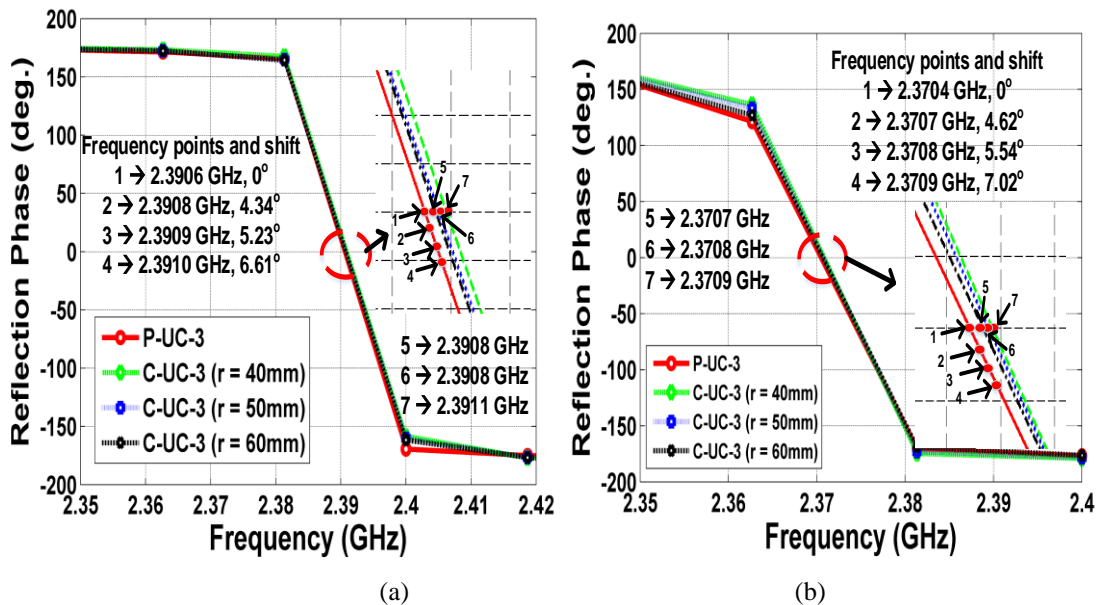 200
150
100
50
0
-50
-100
-150
-200
Reflection Phase (deg.)
2.35
2.36
2.37
2.38
2.39
2.4
2.41
2.42
Frequency (GHz)
Frequency points and shift
1 → 2.3906 GHz, 0°
2 → 2.3908 GHz, 4.34°
3 → 2.3909 GHz, 5.23°
4 → 2.3910 GHz, 6.61°
1
2
3
4
5
6
7
5 → 2.3908 GHz
6 → 2.3908 GHz
7 → 2.3911 GHz
P-UC-3
C-UC-3 (r = 40mm)
C-UC-3 (r = 50mm)
C-UC-3 (r = 60mm)
(a)
200
150
100
50
0
-50
-100
-150
-200
Reflection Phase (deg.)
2.35
2.36
2.37
2.38
2.39
2.4
Frequency (GHz)
Frequency points and shift
1 → 2.3704 GHz, 0°
2 → 2.3707 GHz, 4.62°
3 → 2.3708 GHz, 5.54°
4 → 2.3709 GHz, 7.02°
5 → 2.3707 GHz
6 → 2.3708 GHz
7 → 2.3709 GHz
1
2
3
4
5
6
7
P-UC-3
C-UC-3 (r = 40mm)
C-UC-3 (r = 50mm)
C-UC-3 (r = 60mm)
(b)